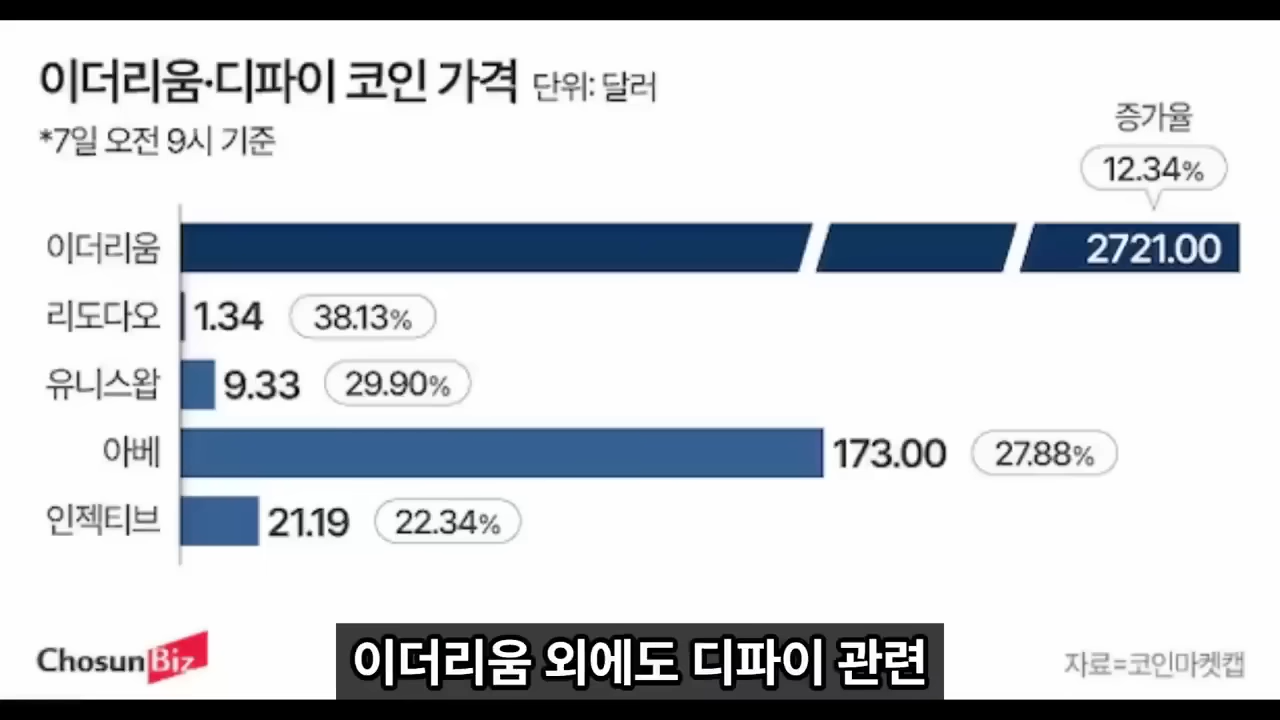 이더리움·디파이 코인 가격 단위: 달러
*7일 오전 9시 기준
증가율
12.34%
이더리움 2721.00
리도다오 1.34 38.13%
유니스왑 9.33 29.90%
아베 173.00 27.88%
인젝티브 21.19 22.34%
ChosunBiz
이더리움 외에도 디파이 관련
자료=코인마켓캡